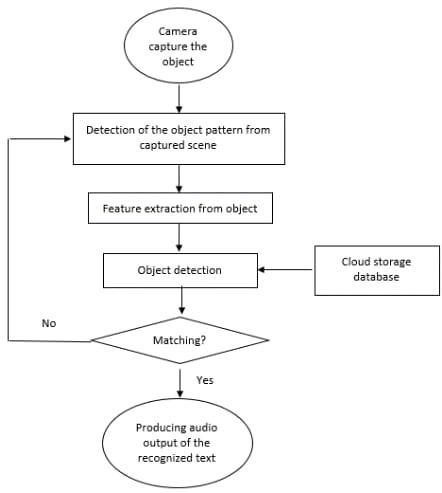 Camera
capture the
object
Detection of the object pattern from
captured scene
Feature extraction from object
Object detection
Cloud storage
database
No
Matching?
Yes
Producing audio
output of the
recognized text